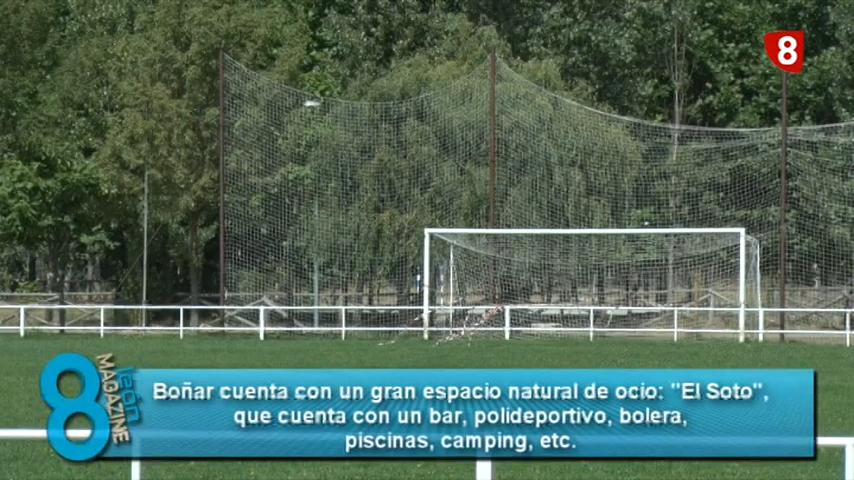 8
Boñar cuenta con un gran espacio natural de ocio: "El Soto",
que cuenta con un bar, polideportivo, bolera,
piscinas, camping, etc.
8 león
MAGAZINE